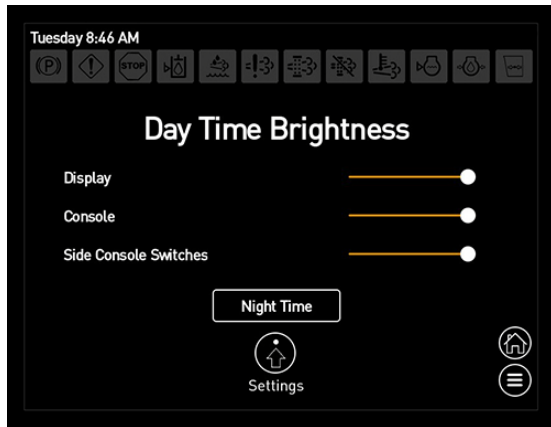 Tuesday 8:46 AM
(P) STOP
Day Time Brightness
Display
Console
Side Console Switches
Night Time
Settings